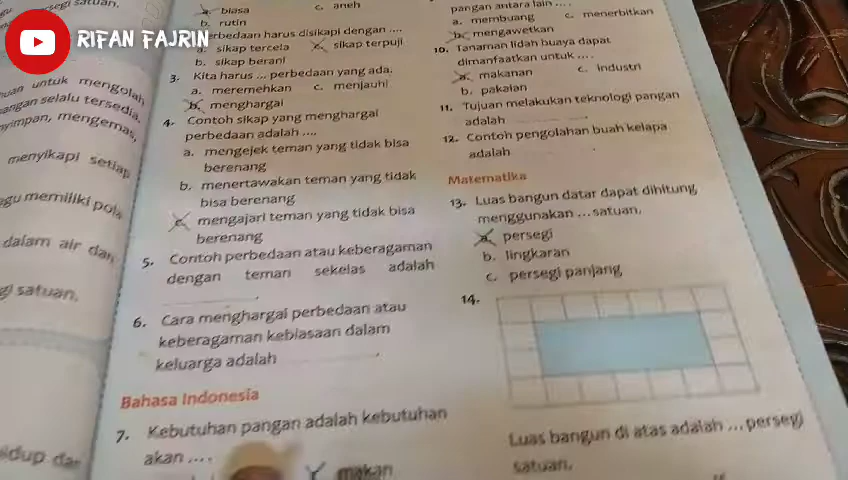 RIFAN FAJRIN
segi satuan.
uan untuk mengolah
angan selalu tersedia,
nyimpan, mengemas,
menyikapi setiap
gu memiliki pola
dalam air dan
gi satuan.
idup da
a. biasa
c. aneh
b. rutin
erbedaan harus disikapi dengan ....
a. sikap tercela
c. sikap terpuji
b. sikap berani
3. Kita harus ... perbedaan yang ada.
a. meremehkan
c. menjauhi
b. menghargai
4. Contoh sikap yang menghargai
perbedaan adalah ....
a. mengejek teman yang tidak bisa
berenang
b. menertawakan teman yang tidak
bisa berenang
c. mengajari teman yang tidak bisa
berenang
5. Contoh perbedaan atau keberagaman
dengan teman sekelas adalah
6. Cara menghargai perbedaan atau
keberagaman kebiasaan dalam
keluarga adalah
Bahasa Indonesia
7. Kebutuhan pangan adalah kebutuhan
akan ....
makan
pangan antara lain ....
a. membuang
c. menerbitkan
b. mengawetkan
10. Tanaman lidah buaya dapat
dimanfaatkan untuk ....
a. makanan
c. industri
b. pakaian
11. Tujuan melakukan teknologi pangan
adalah
12. Contoh pengolahan buah kelapa
adalah
Matematika
13. Luas bangun datar dapat dihitung
menggunakan ... satuan.
a. persegi
b. lingkaran
c. persegi panjang
14.
Luas bangun di atas adalah ... persegi
satuan.